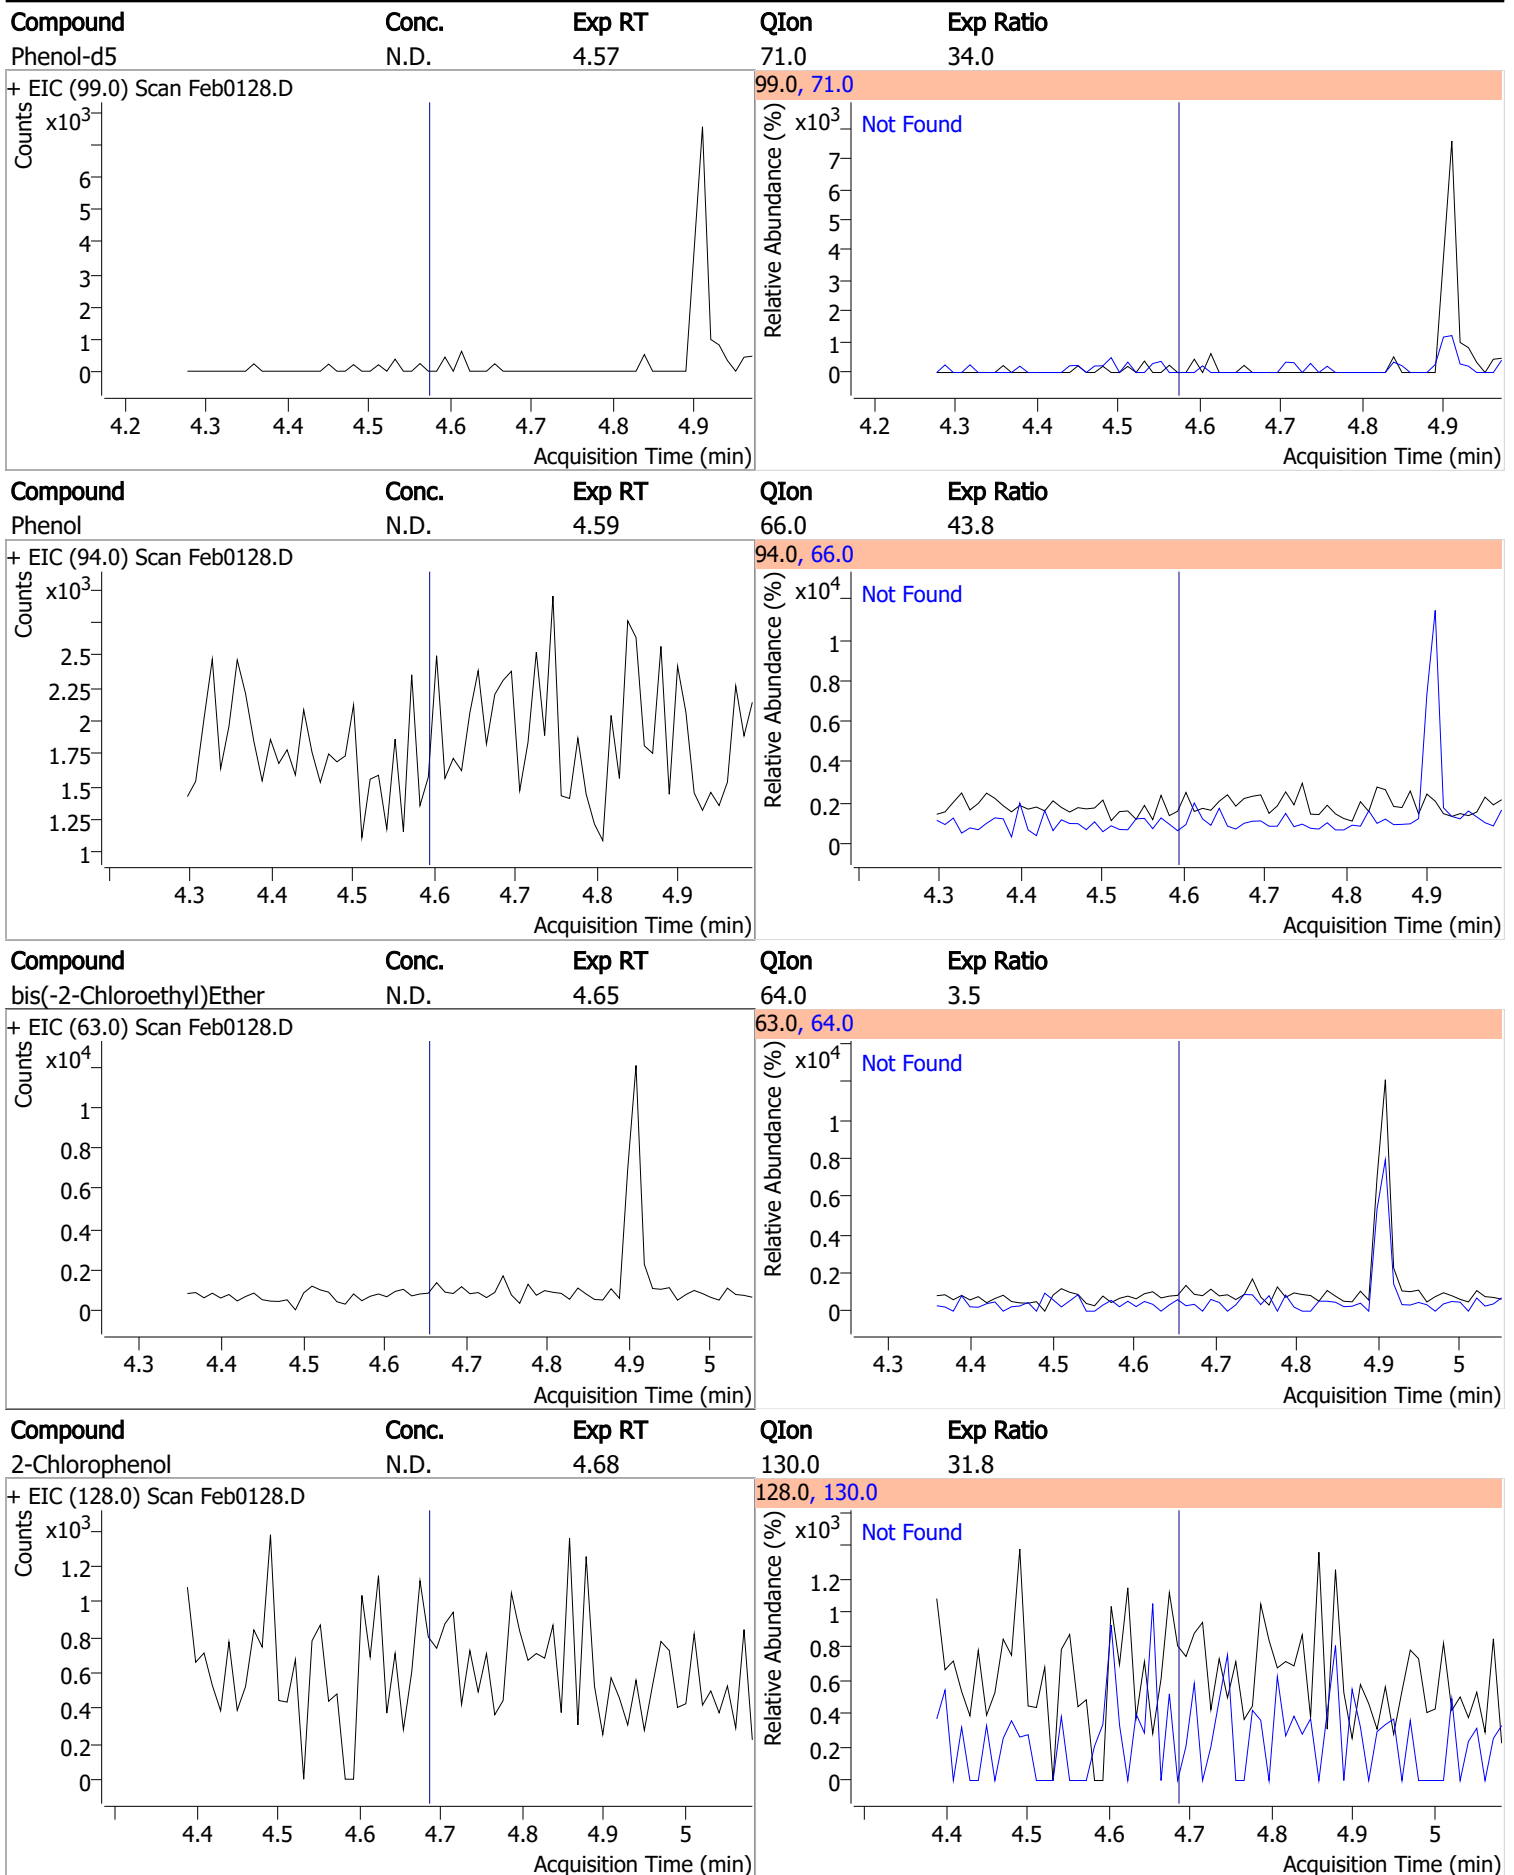 Compound Conc. Exp RT QIon Exp Ratio
Phenol-d5 N.D. 4.57 71.0 34.0
+ EIC (99.0) Scan Feb0128.D
99.0, 71.0
Counts
x10³
6
5
4
3
2
1
0
4.2 4.3 4.4 4.5 4.6 4.7 4.8 4.9
Acquisition Time (min)
Relative Abundance (%)
x10³
Not Found
7
6
5
4
3
2
1
0
4.2 4.3 4.4 4.5 4.6 4.7 4.8 4.9
Acquisition Time (min)
Compound Conc. Exp RT QIon Exp Ratio
Phenol N.D. 4.59 66.0 43.8
+ EIC (94.0) Scan Feb0128.D
94.0, 66.0
Counts
x10³
2.5
2.25
2
1.75
1.5
1.25
1
4.3 4.4 4.5 4.6 4.7 4.8 4.9
Acquisition Time (min)
Relative Abundance (%)
x10⁴
Not Found
1
0.8
0.6
0.4
0.2
0
4.3 4.4 4.5 4.6 4.7 4.8 4.9
Acquisition Time (min)
Compound Conc. Exp RT QIon Exp Ratio
bis(-2-Chloroethyl)Ether N.D. 4.65 64.0 3.5
+ EIC (63.0) Scan Feb0128.D
63.0, 64.0
Counts
x10⁴
1
0.8
0.6
0.4
0.2
0
4.3 4.4 4.5 4.6 4.7 4.8 4.9 5
Acquisition Time (min)
Relative Abundance (%)
x10⁴
Not Found
1
0.8
0.6
0.4
0.2
0
4.3 4.4 4.5 4.6 4.7 4.8 4.9 5
Acquisition Time (min)
Compound Conc. Exp RT QIon Exp Ratio
2-Chlorophenol N.D. 4.68 130.0 31.8
+ EIC (128.0) Scan Feb0128.D
128.0, 130.0
Counts
x10³
1.2
1
0.8
0.6
0.4
0.2
0
4.4 4.5 4.6 4.7 4.8 4.9 5
Acquisition Time (min)
Relative Abundance (%)
x10³
Not Found
1.2
1
0.8
0.6
0.4
0.2
0
4.4 4.5 4.6 4.7 4.8 4.9 5
Acquisition Time (min)